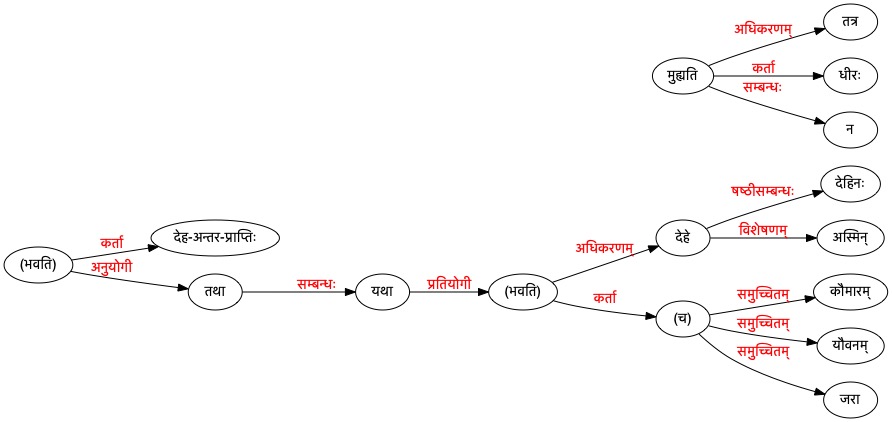 तत्र
अधिकरणम्
मुह्यति
कर्ता
धीरः
सम्बन्धः
न
देहिनः
षष्ठीसम्बन्धः
देहे
विशेषणम्
अस्मिन्
अधिकरणम्
(भवति)
कर्ता
देह-अन्तर-प्राप्तिः
अनुयोगी
तथा
सम्बन्धः
यथा
प्रतियोगी
(भवति)
कर्ता
(च)
समुच्चितम्
कौमारम्
समुच्चितम्
यौवनम्
समुच्चितम्
जरा